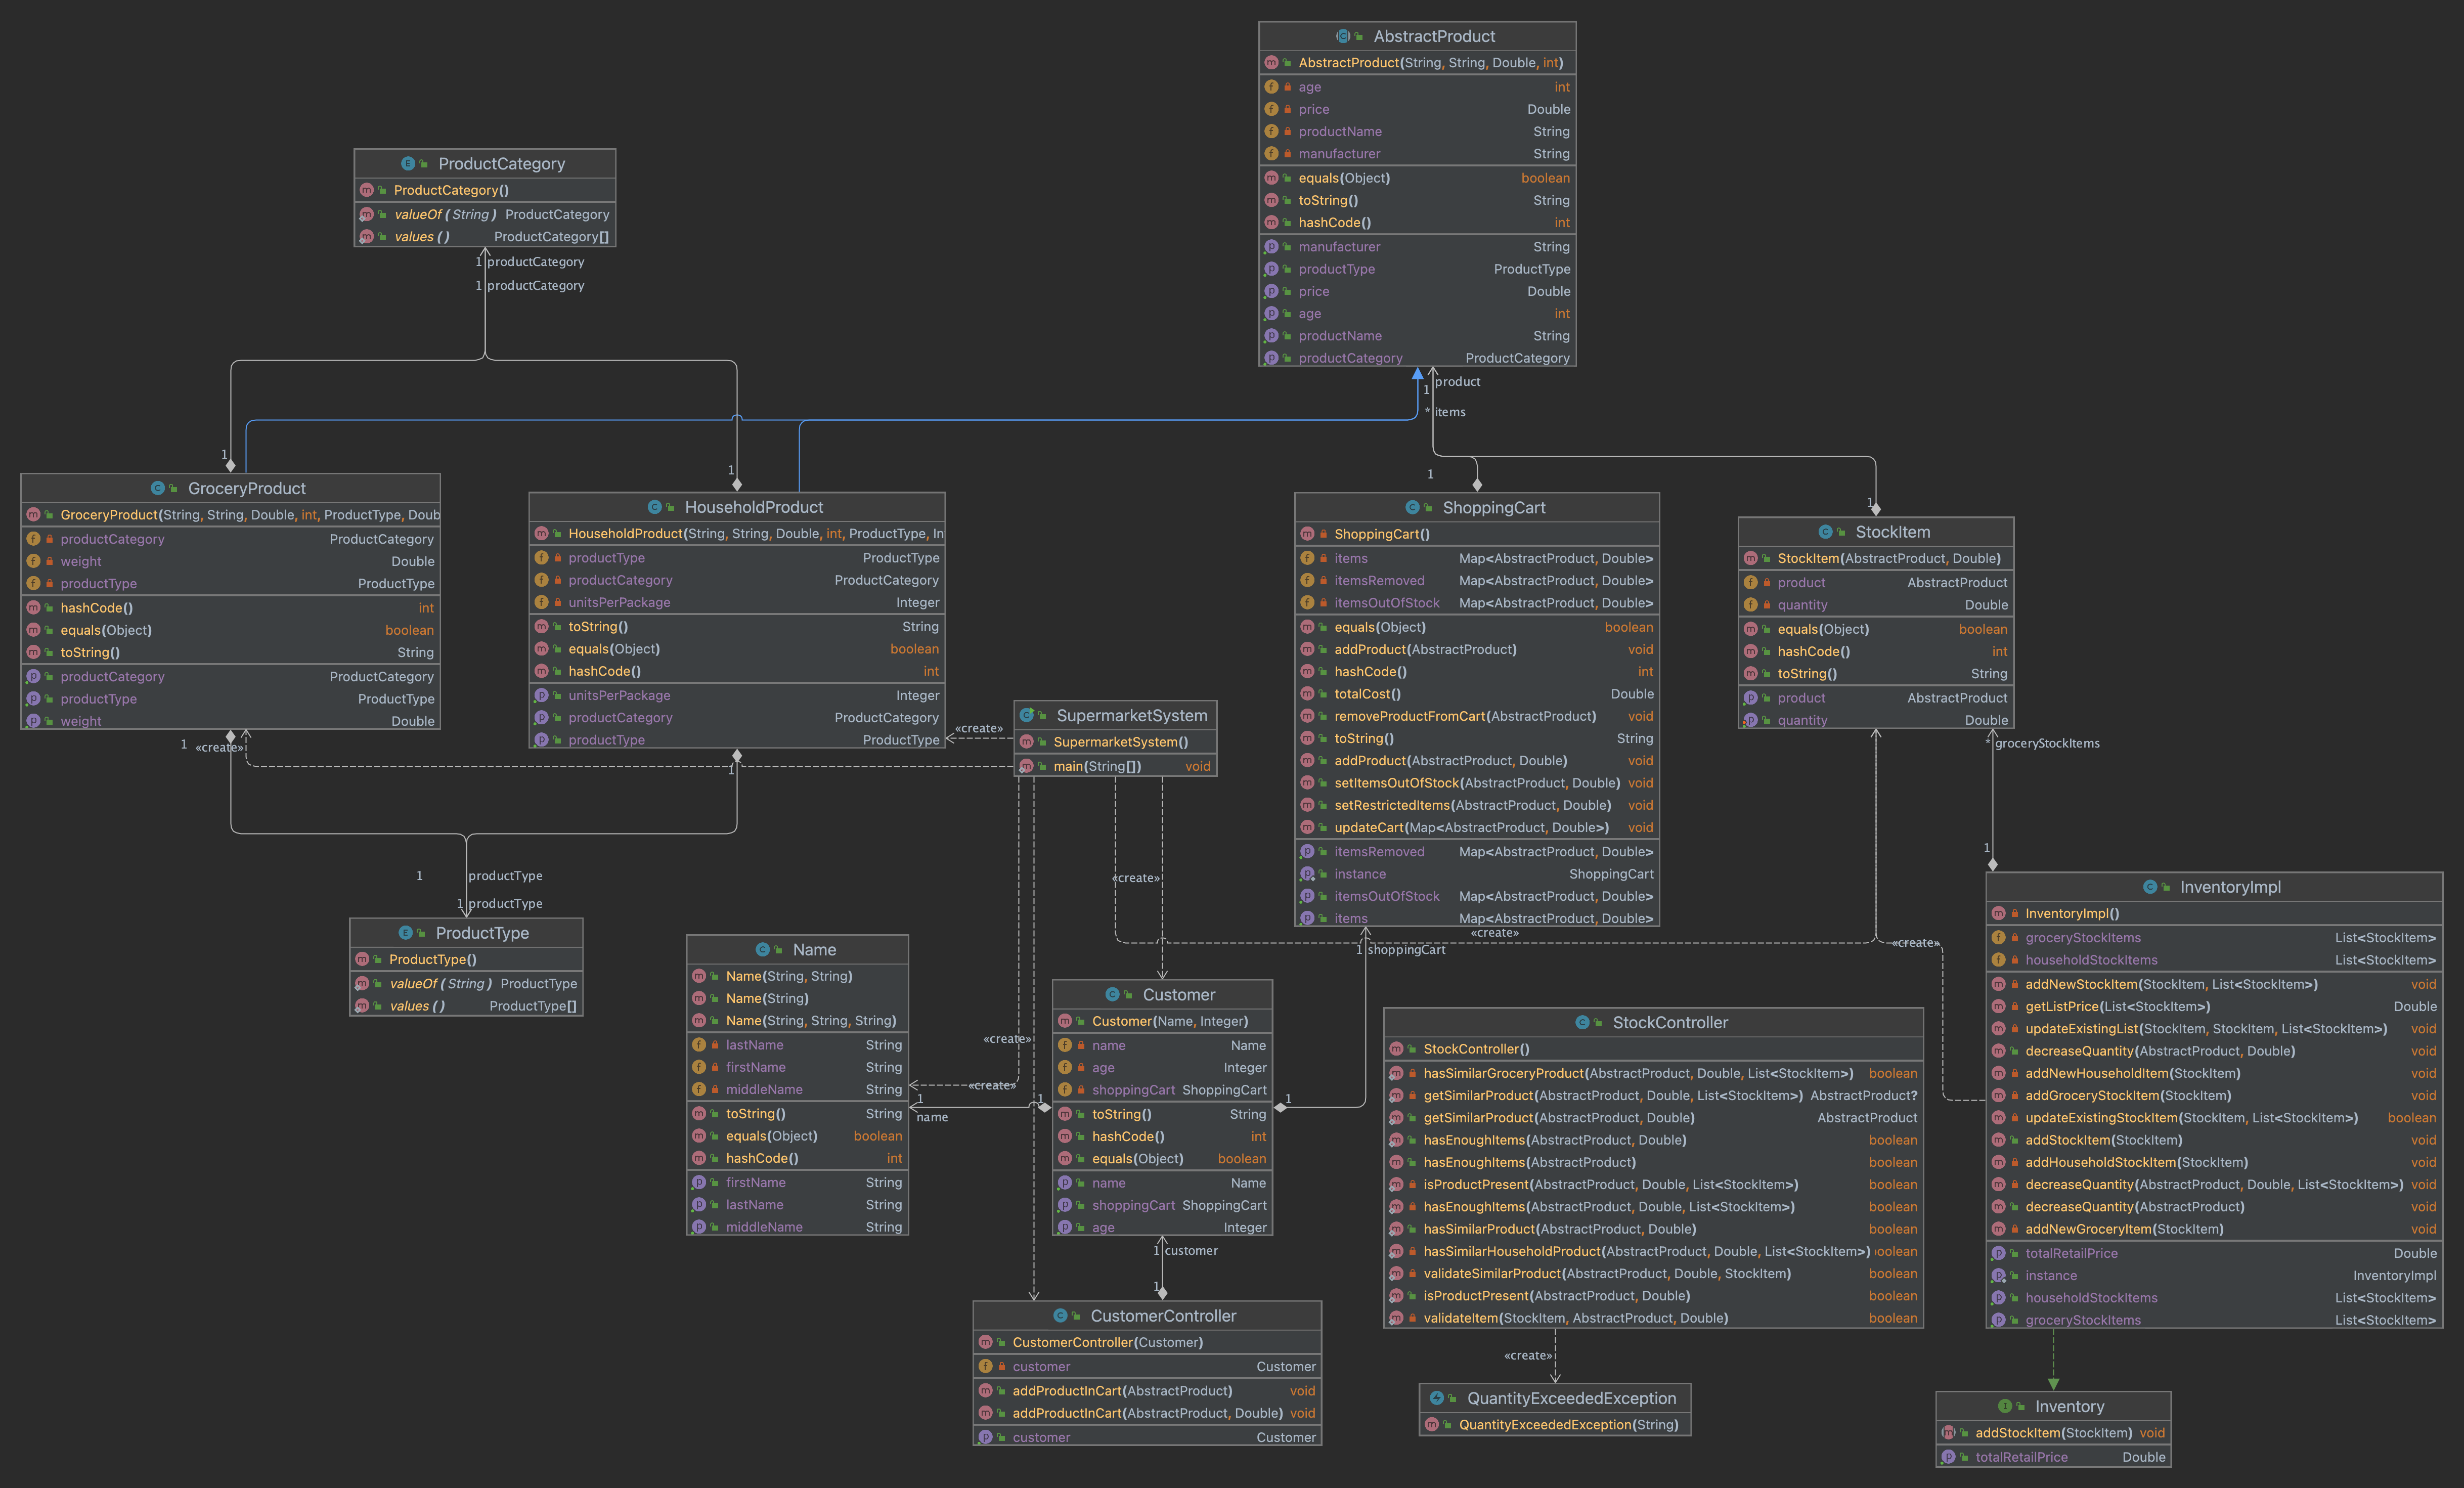 AbstractProduct
AbstractProduct(String, String, Double, int)
age int
price Double
productName String
manufacturer String
equals(Object) boolean
toString() String
hashCode() int
manufacturer String
productType ProductType
price Double
age int
productName String
productCategory ProductCategory
ProductCategory
ProductCategory()
valueOf(String) ProductCategory
values() ProductCategory[]
1 productCategory
1 productCategory
1 product
* items
1
1
1
1
GroceryProduct
GroceryProduct(String, String, Double, int, ProductType, Doub
productCategory ProductCategory
weight Double
productType ProductType
hashCode() int
equals(Object) boolean
toString() String
productCategory ProductCategory
productType ProductType
weight Double
HouseholdProduct
HouseholdProduct(String, String, Double, int, ProductType, In
productType ProductType
productCategory ProductCategory
unitsPerPackage Integer
toString() String
equals(Object) boolean
hashCode() int
unitsPerPackage Integer
productCategory ProductCategory
productType ProductType
ShoppingCart
ShoppingCart()
items Map<AbstractProduct, Double>
itemsRemoved Map<AbstractProduct, Double>
itemsOutOfStock Map<AbstractProduct, Double>
equals(Object) boolean
addProduct(AbstractProduct) void
hashCode() int
totalCost() Double
removeProductFromCart(AbstractProduct) void
toString() String
addProduct(AbstractProduct, Double) void
setItemsOutOfStock(AbstractProduct, Double) void
setRestrictedItems(AbstractProduct, Double) void
updateCart(Map<AbstractProduct, Double>) void
itemsRemoved Map<AbstractProduct, Double>
instance ShoppingCart
itemsOutOfStock Map<AbstractProduct, Double>
items Map<AbstractProduct, Double>
StockItem
StockItem(AbstractProduct, Double)
product AbstractProduct
quantity Double
equals(Object) boolean
hashCode() int
toString() String
product AbstractProduct
quantity Double
SupermarketSystem
SupermarketSystem()
main(String[]) void
«create»
1 «create»
1
* groceryStockItems
1
«create»
«create»
«create»
1 shoppingCart
1 productType
1 productType
ProductType
ProductType()
valueOf(String) ProductType
values() ProductType[]
Name
Name(String, String)
Name(String)
Name(String, String, String)
lastName String
firstName String
middleName String
toString() String
equals(Object) boolean
hashCode() int
firstName String
lastName String
middleName String
«create»
«create»
1
name
1
1
Customer
Customer(Name, Integer)
name Name
age Integer
shoppingCart ShoppingCart
toString() String
hashCode() int
equals(Object) boolean
name Name
shoppingCart ShoppingCart
age Integer
1 customer
1
CustomerController
CustomerController(Customer)
customer Customer
addProductInCart(AbstractProduct) void
addProductInCart(AbstractProduct, Double) void
customer Customer
StockController
StockController()
hasSimilarGroceryProduct(AbstractProduct, Double, List<StockItem>) boolean
getSimilarProduct(AbstractProduct, Double, List<StockItem>) AbstractProduct?
getSimilarProduct(AbstractProduct, Double) AbstractProduct
hasEnoughItems(AbstractProduct, Double) boolean
hasEnoughItems(AbstractProduct) boolean
isProductPresent(AbstractProduct, Double, List<StockItem>) boolean
hasEnoughItems(AbstractProduct, Double, List<StockItem>) boolean
hasSimilarProduct(AbstractProduct, Double) boolean
hasSimilarHouseholdProduct(AbstractProduct, Double, List<StockItem>) oolean
validateSimilarProduct(AbstractProduct, Double, StockItem) boolean
isProductPresent(AbstractProduct, Double) boolean
validateItem(StockItem, AbstractProduct, Double) boolean
«create»
QuantityExceededException
QuantityExceededException(String)
InventoryImpl
InventoryImpl()
groceryStockItems List<StockItem>
householdStockItems List<StockItem>
addNewStockItem(StockItem, List<StockItem>) void
getListPrice(List<StockItem>) Double
updateExistingList(StockItem, StockItem, List<StockItem>) void
decreaseQuantity(AbstractProduct, Double) void
addNewHouseholdItem(StockItem) void
addGroceryStockItem(StockItem) void
updateExistingStockItem(StockItem, List<StockItem>) boolean
addStockItem(StockItem) void
addHouseholdStockItem(StockItem) void
decreaseQuantity(AbstractProduct, Double, List<StockItem>) void
decreaseQuantity(AbstractProduct) void
addNewGroceryItem(StockItem) void
totalRetailPrice Double
instance InventoryImpl
householdStockItems List<StockItem>
groceryStockItems List<StockItem>
Inventory
addStockItem(StockItem) void
totalRetailPrice Double